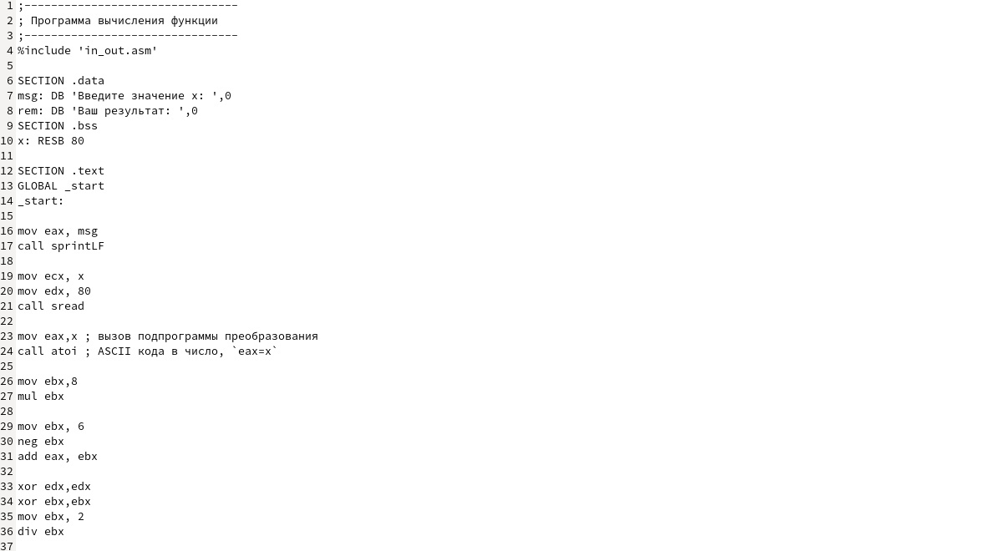 1 ;--------------------------------
2 ; Программа вычисления функции
3 ;--------------------------------
4 %include 'in_out.asm'
5
6 SECTION .data
7 msg: DB 'Введите значение x: ',0
8 rem: DB 'Ваш результат: ',0
9 SECTION .bss
10 x: RESB 80
11
12 SECTION .text
13 GLOBAL _start
14 _start:
15
16 mov eax, msg
17 call sprintLF
18
19 mov ecx, x
20 mov edx, 80
21 call sread
22
23 mov eax,x ; вызов подпрограммы преобразования
24 call atoi ; ASCII кода в число, `eax=x`
25
26 mov ebx,8
27 mul ebx
28
29 mov ebx, 6
30 neg ebx
31 add eax, ebx
32
33 xor edx,edx
34 xor ebx,ebx
35 mov ebx, 2
36 div ebx
37